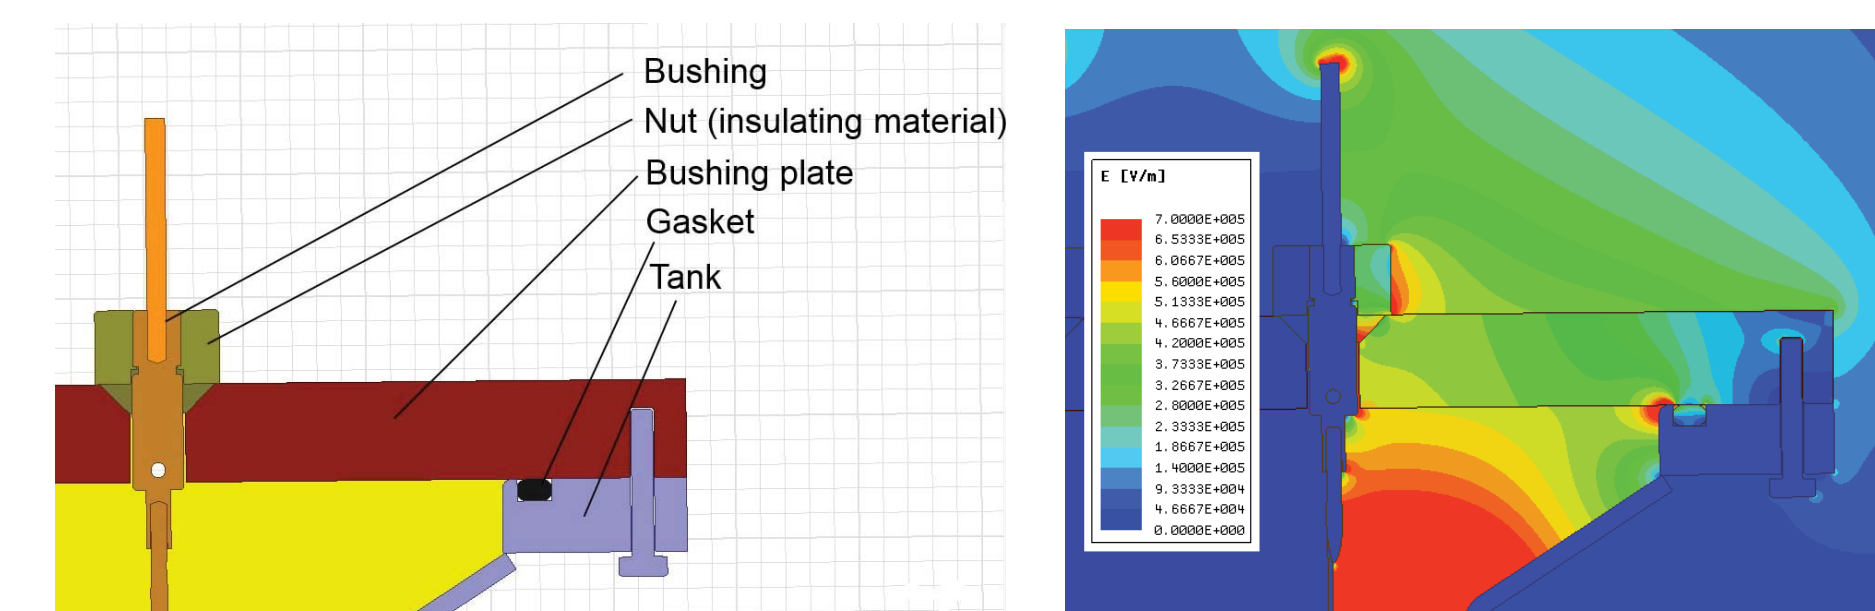 Bushing
Nut (insulating material)
Bushing plate
Gasket
Tank
E [V/m]
7.0000E+005
6.5333E+005
6.0667E+005
5.6000E+005
5.1333E+005
4.6667E+005
4.2000E+005
3.7333E+005
3.2667E+005
2.8000E+005
2.3333E+005
1.8667E+005
1.4000E+005
9.3333E+004
4.6667E+004
0.0000E+000